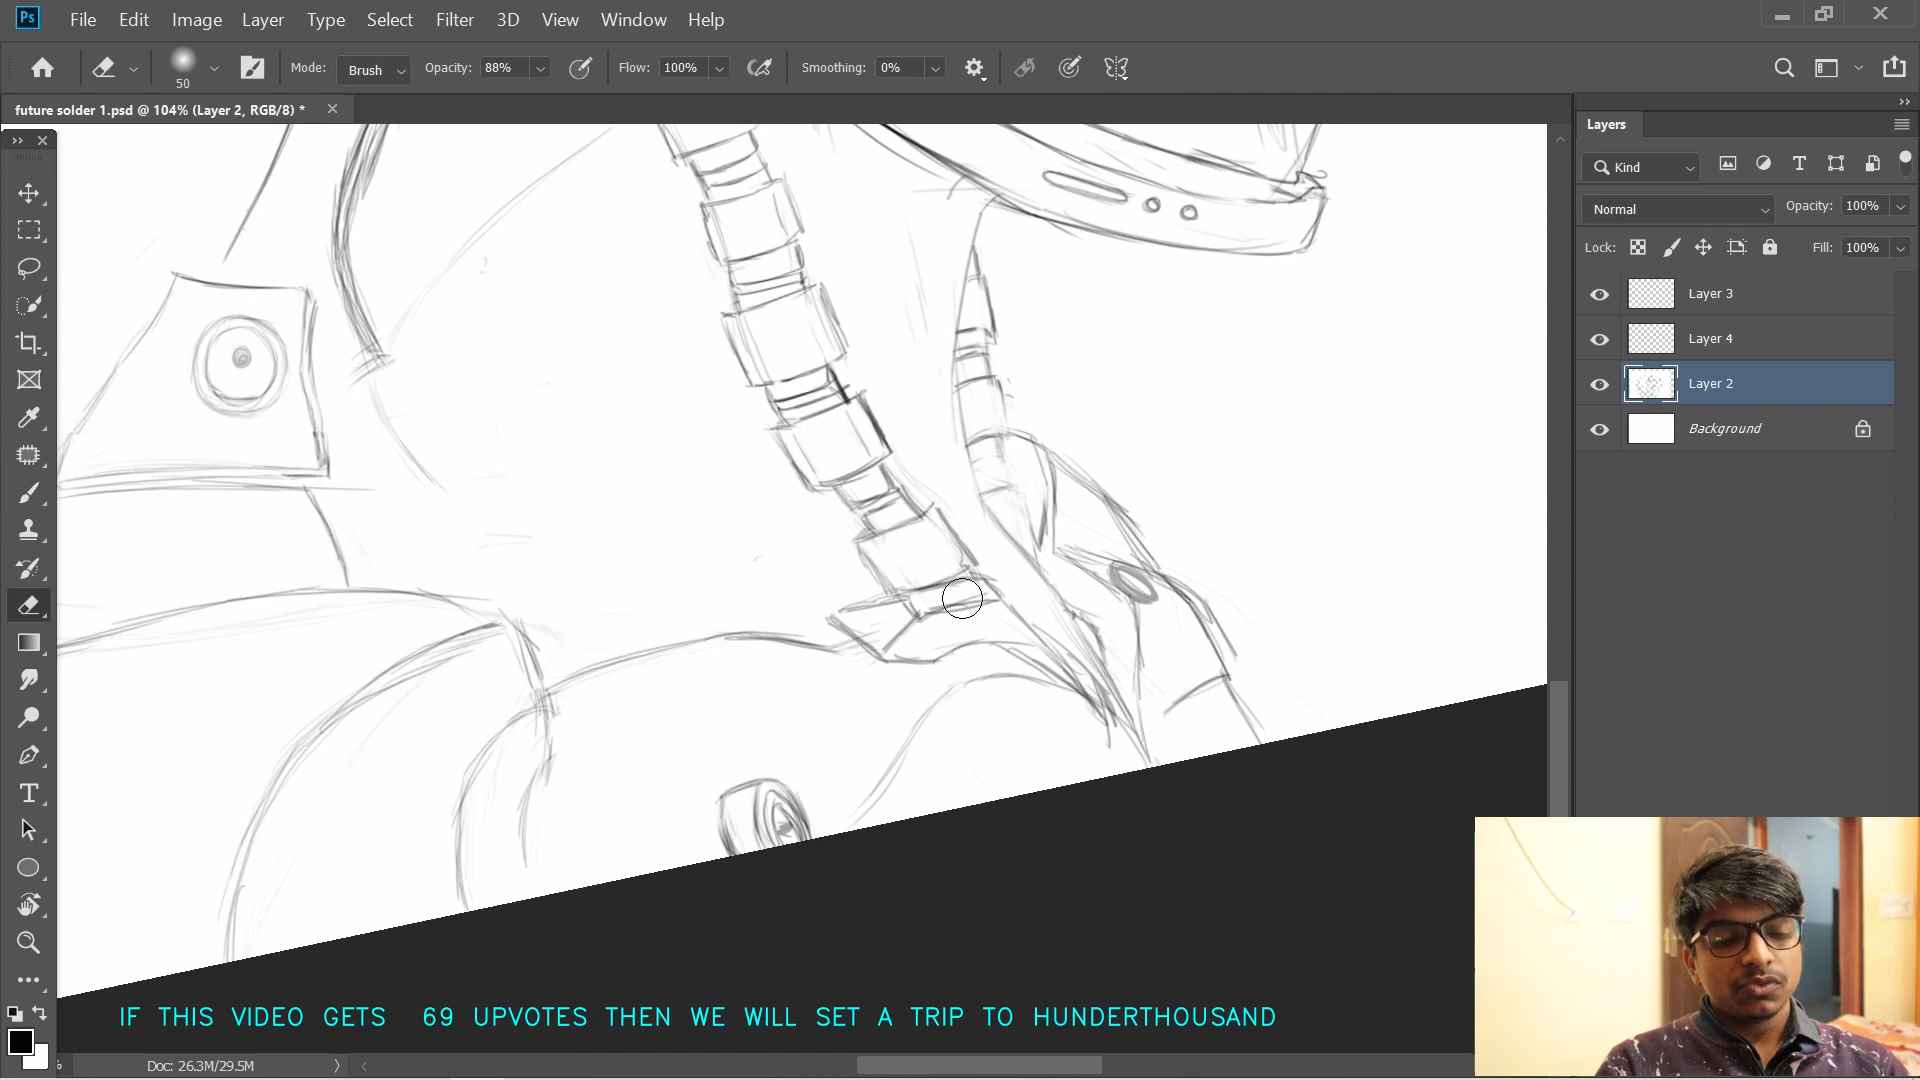 Ps File Edit Image Layer Type Select Filter 3D View Window Help
50 Mode: Brush Opacity: 88% Flow: 100% Smoothing: 0%
future solder 1.psd @ 104% (Layer 2, RGB/8) *
Layers
Kind
Normal Opacity: 100%
Lock: Fill: 100%
Layer 3
Layer 4
Layer 2
Background
IF THIS VIDEO GETS 69 UPVOTES THEN WE WILL SET A TRIP TO HUNDERTHOUSAND
% Doc: 26.3M/29.5M